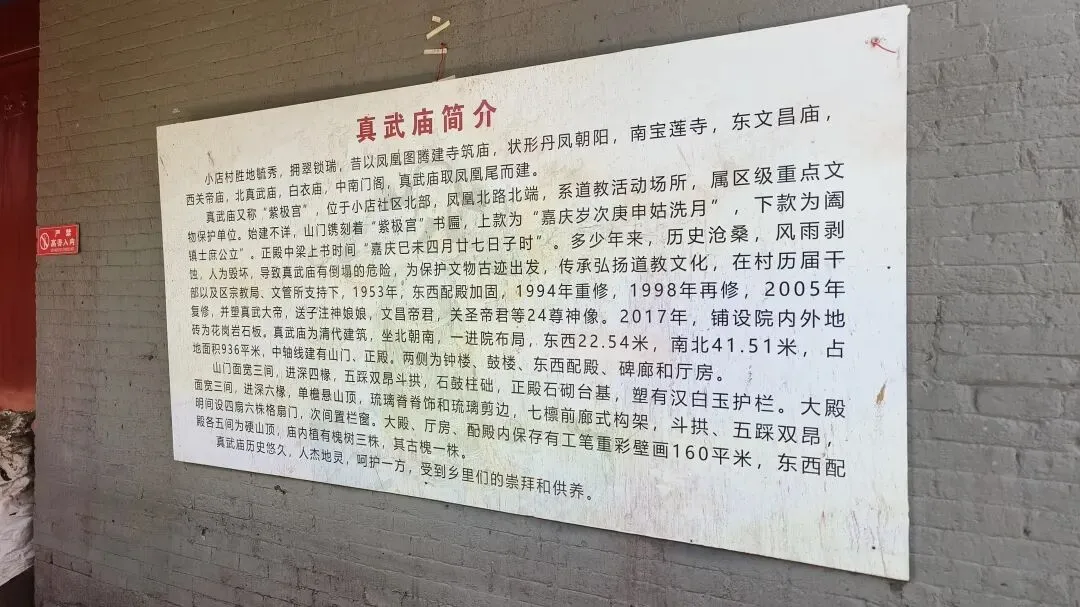 真武庙简介
小店村胜地毓秀，拥翠锁瑞，昔以凤凰图腾建寺筑庙，状形丹凤朝阳，南宝莲寺，东文昌庙，
西关帝庙，北真武庙，白衣庙，中南门阁，真武庙取凤凰尾而建。
真武庙又称“紫极宫”，位于小店社区北部，凤凰北路北端，系道教活动场所，属区级重点文
物保护单位。始建不详，山门镌刻着“紫极宫”书匾，上款为“嘉庆岁次庚申姑洗月”，下款为阖
镇士庶公立”。正殿中梁上书时间“嘉庆巳未四月廿七日子时”。多少年来，历史沧桑，风雨剥
蚀，人为毁坏，导致真武庙有倒塌的危险，为保护文物古迹出发，传承弘扬道教文化，在村历届干
部以及区宗教局、文管所支持下，1953年，东西配殿加固，1994年重修，1998年再修，2005年
复修，并塑真武大帝，送子注神娘娘，文昌帝君，关圣帝君等24尊神像。2017年，铺设院内外地
砖为花岗岩石板。真武庙为清代建筑，坐北朝南，一进院布局，东西22.54米，南北41.51米，占
地面积936平米，中轴线建有山门、正殿。两侧为钟楼、鼓楼、东西配殿、碑廊和厅房。
山门面宽三间，进深四椽，五踩双昂斗拱，石鼓柱础，正殿石砌台基，塑有汉白玉护栏。大殿
面宽三间，进深六椽，单檐悬山顶，琉璃脊脊饰和琉璃剪边，七檩前廊式构架，斗拱、五踩双昂，
明间设四扇六株格扇门，次间置栏窗。大殿、厅房、配殿内保存有工笔重彩壁画160平米，东西配
殿各五间为硬山顶，庙内植有槐树三株，其古槐一株。
真武庙历史悠久，人杰地灵，呵护一方，受到乡里们的崇拜和供养。
严禁
高香入内